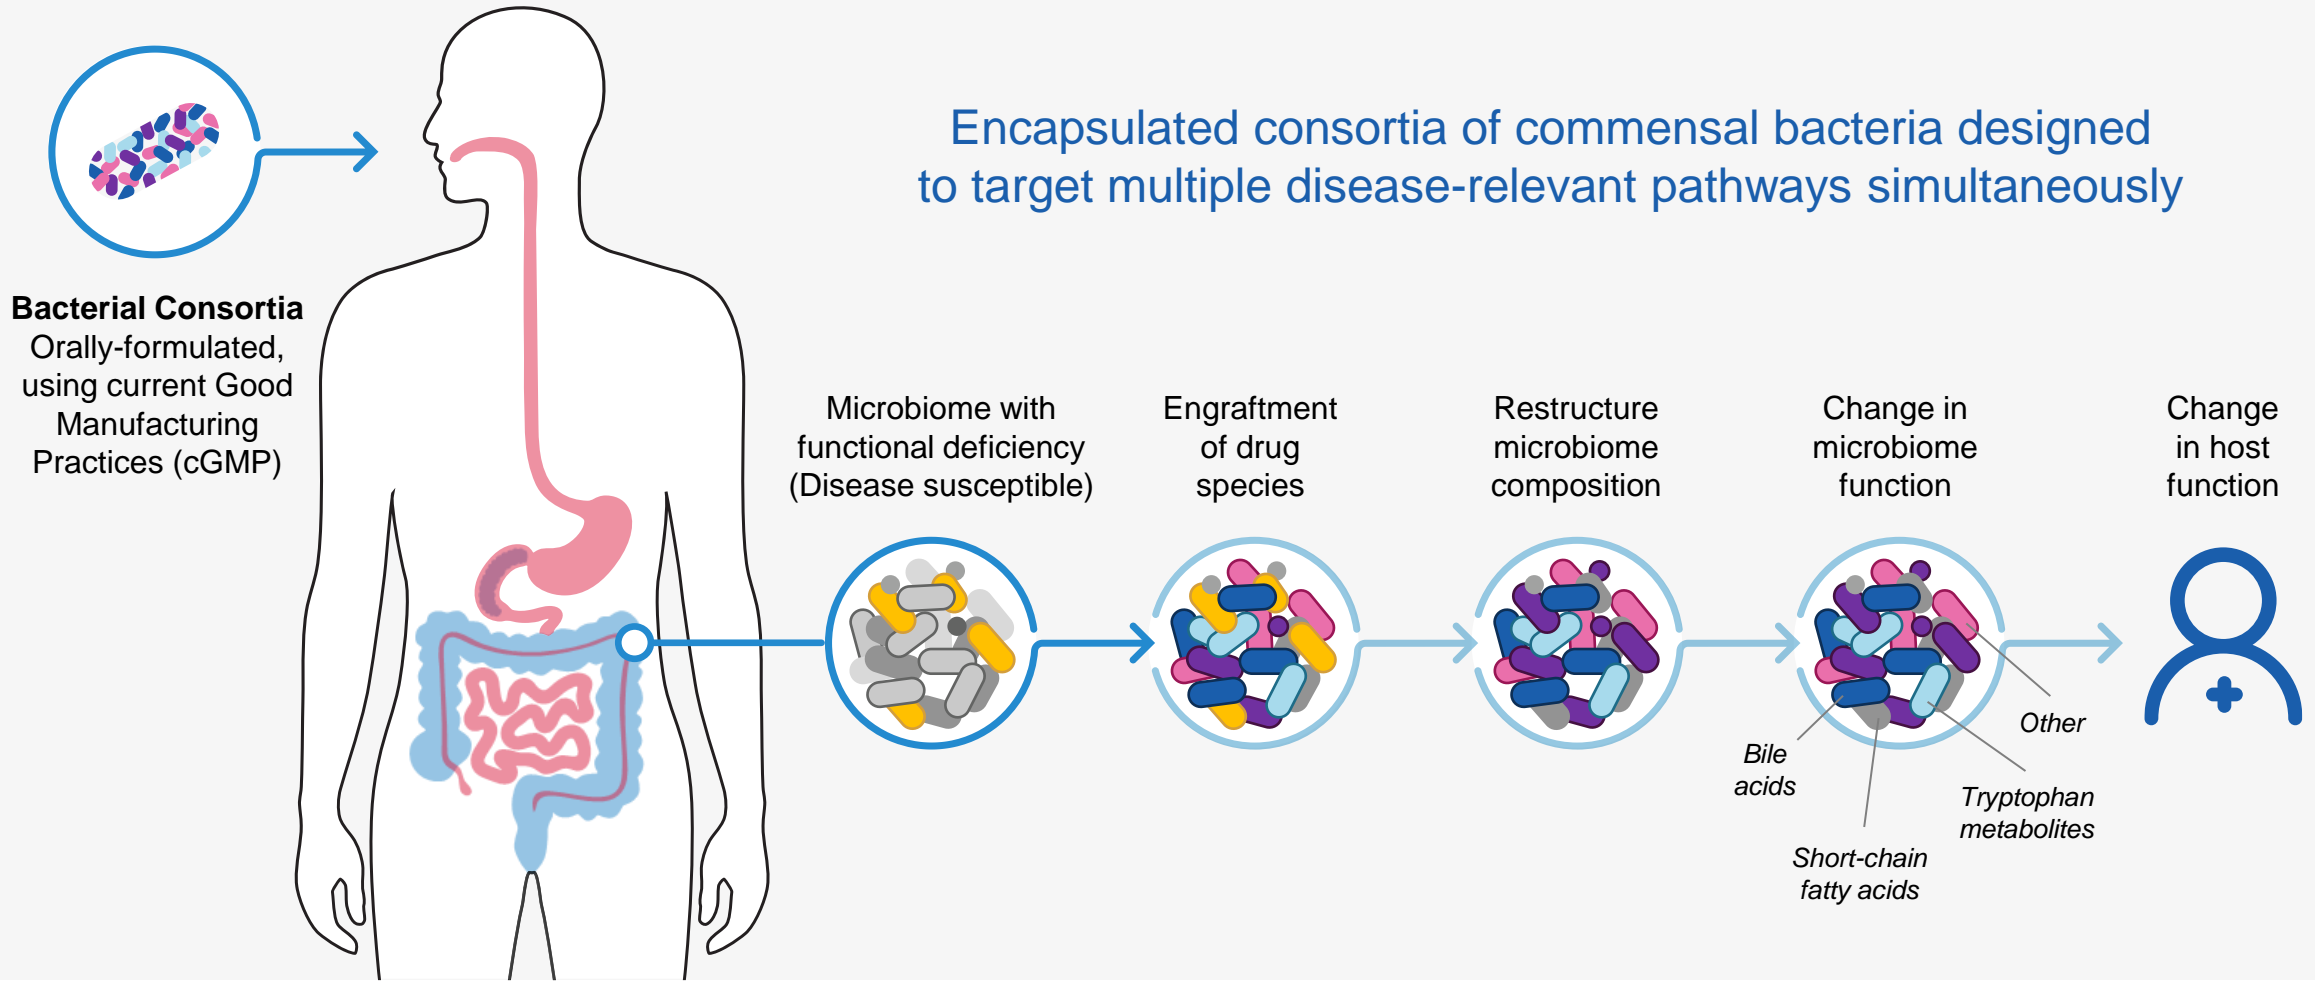 Encapsulated consortia of commensal bacteria designed
to target multiple disease-relevant pathways simultaneously
Bacterial Consortia
Orally-formulated,
using current Good
Manufacturing
Practices (cGMP)
Microbiome with
functional deficiency
(Disease susceptible)
Engraftment
of drug
species
Restructure
microbiome
composition
Change in
microbiome
function
Change
in host
function
Bile
acids
Short-chain
fatty acids
Tryptophan
metabolites
Other